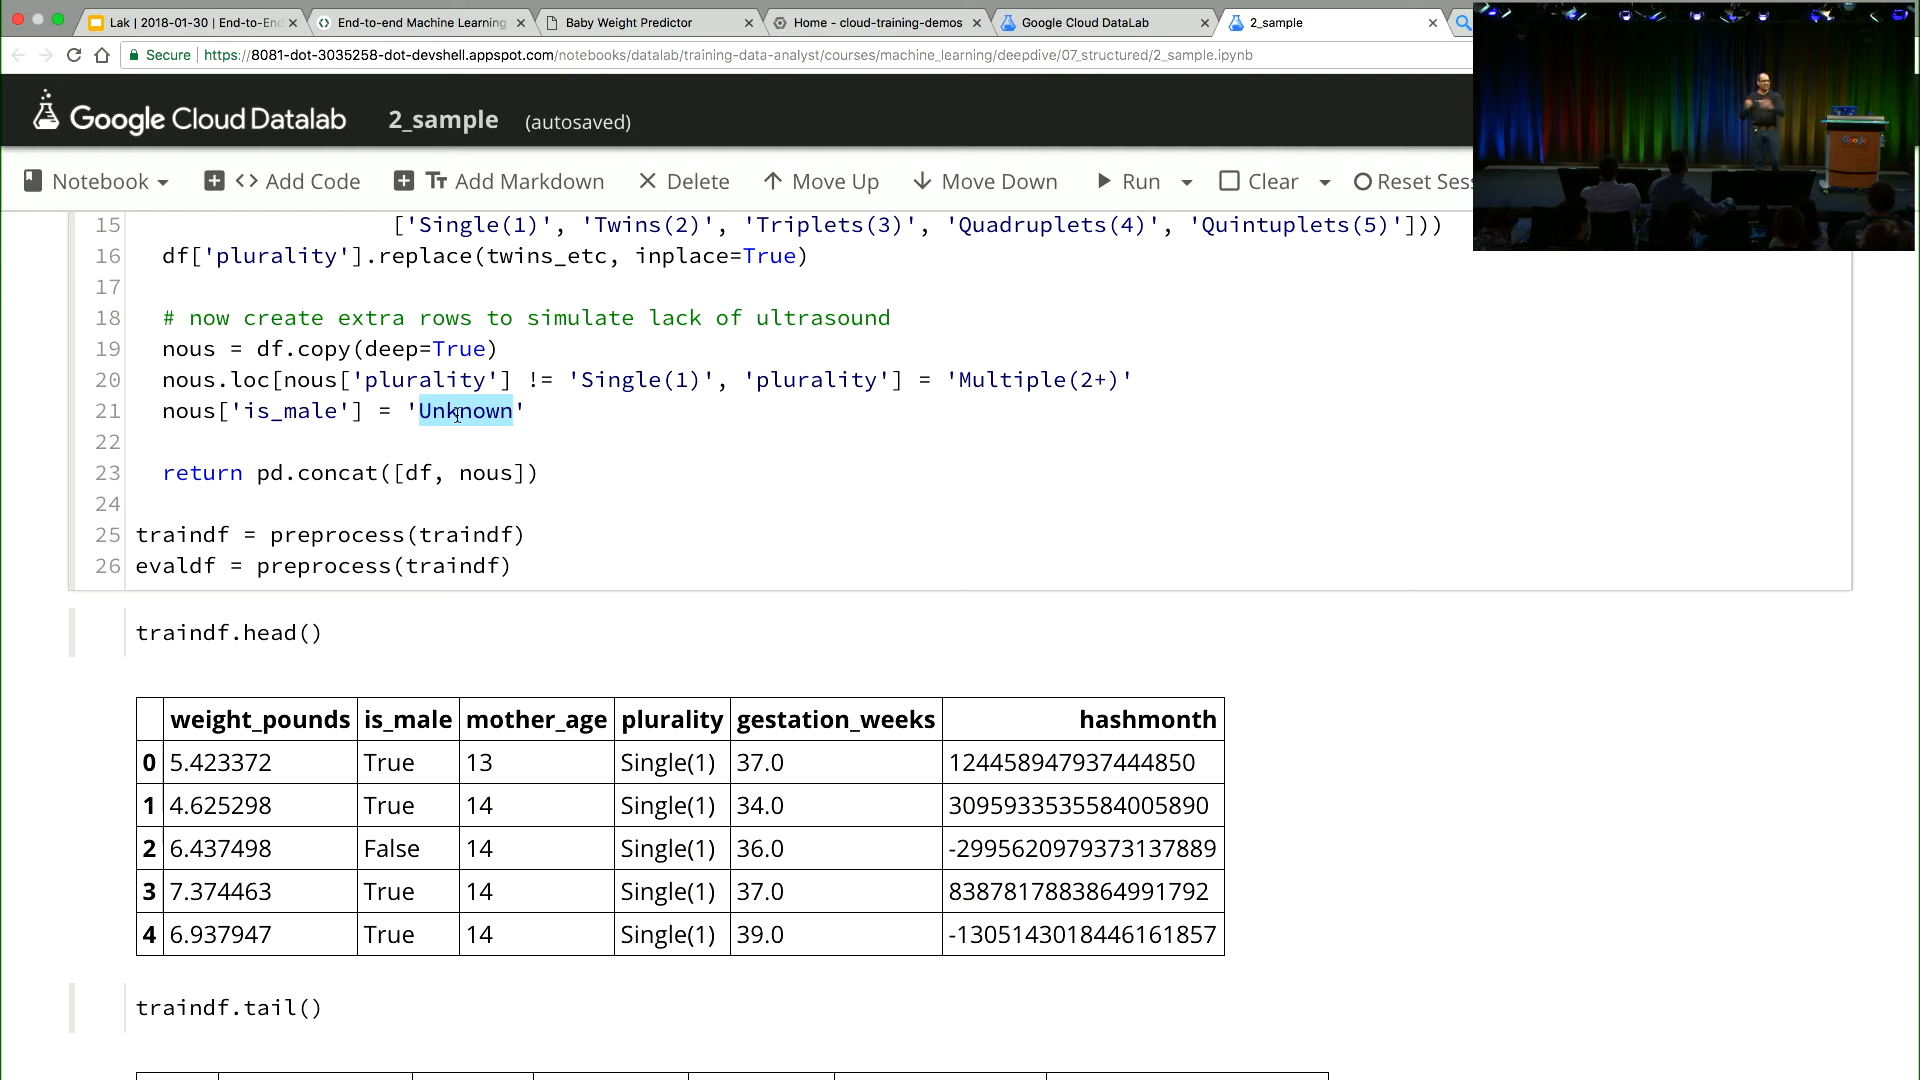 Lak | 2018-01-30 | End-to-End
End-to-end Machine Learning
Baby Weight Predictor
Home - cloud-training-demos
Google Cloud DataLab
2_sample
Secure | https://8081-dot-3035258-dot-devshell.appspot.com/notebooks/datalab/training-data-analyst/courses/machine_learning/deepdive/07_structured/2_sample.ipynb
Google Cloud Datalab 2_sample (autosaved)
Notebook <> Add Code Tт Add Markdown Delete Move Up Move Down Run Clear Reset Sess
15 ['Single(1)', 'Twins(2)', 'Triplets(3)', 'Quadruplets(4)', 'Quintuplets(5)']))
16 df['plurality'].replace(twins_etc, inplace=True)
17
18 # now create extra rows to simulate lack of ultrasound
19 nous = df.copy(deep=True)
20 nous.loc[nous['plurality'] != 'Single(1)', 'plurality'] = 'Multiple(2+)'
21 nous['is_male'] = 'Unknown'
22
23 return pd.concat([df, nous])
24
25 traindf = preprocess(traindf)
26 evaldf = preprocess(traindf)
traindf.head()
weight_pounds is_male mother_age plurality gestation_weeks hashmonth
0 5.423372 True 13 Single(1) 37.0 124458947937444850
1 4.625298 True 14 Single(1) 34.0 3095933535584005890
2 6.437498 False 14 Single(1) 36.0 -2995620979373137889
3 7.374463 True 14 Single(1) 37.0 8387817883864991792
4 6.937947 True 14 Single(1) 39.0 -1305143018446161857
traindf.tail()
Google